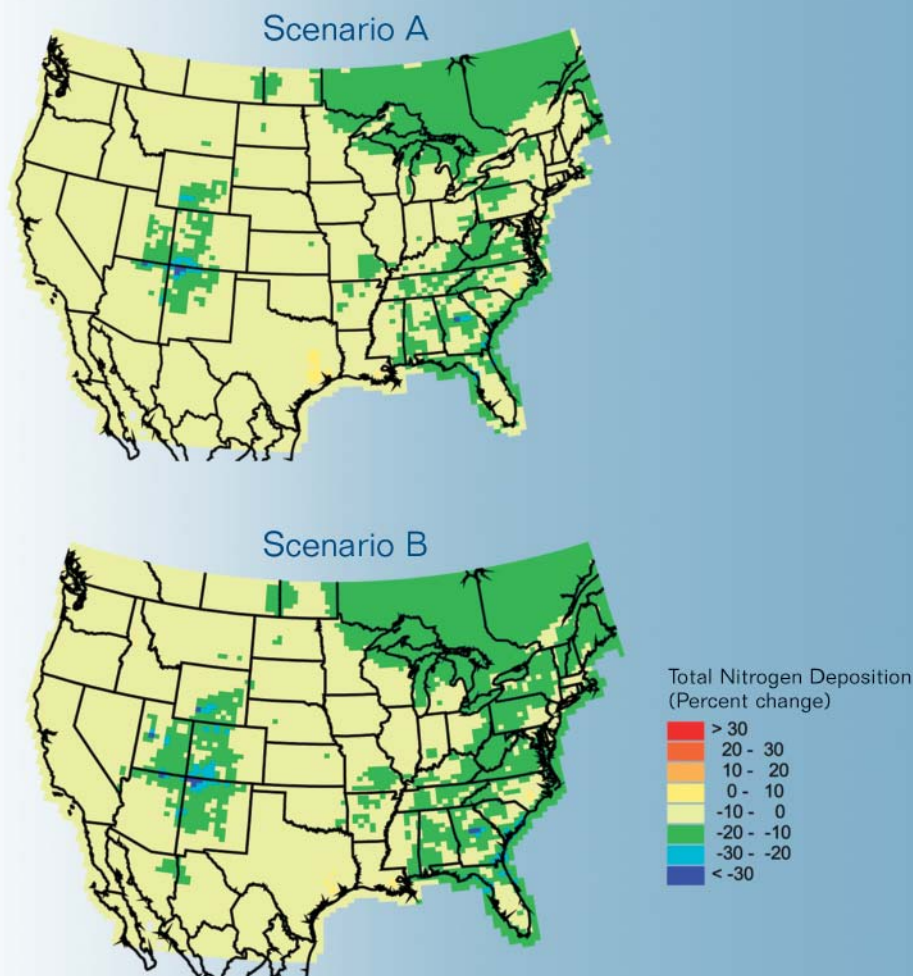 Scenario A
Scenario B
Total Nitrogen Deposition
(Percent change)
> 30
20 - 30
10 - 20
0 - 10
-10 - 0
-20 - -10
-30 - -20
< -30